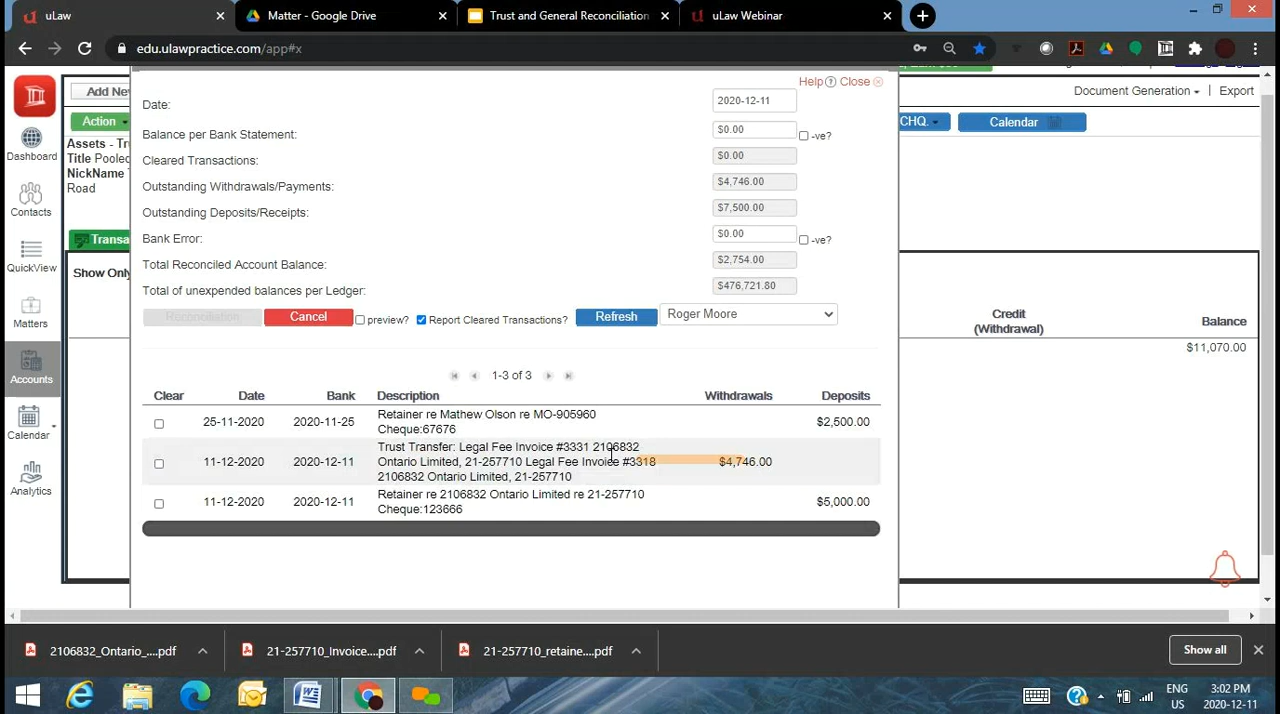 uLaw
Matter - Google Drive
Trust and General Reconciliation
uLaw Webinar
edu.ulawpractice.com/app#x
Help Close
Document Generation
Export
Add Nev
Action
CHQ.
Calendar
Assets - Tru
Title Pooled
NickName T
Road
Dashboard
Contacts
QuickView
Matters
Accounts
Calendar
Analytics
Transa
Show Only
Date: 2020-12-11
Balance per Bank Statement: $0.00 -ve?
Cleared Transactions: $0.00
Outstanding Withdrawals/Payments: $4,746.00
Outstanding Deposits/Receipts: $7,500.00
Bank Error: $0.00 -ve?
Total Reconciled Account Balance: $2,754.00
Total of unexpended balances per Ledger: $476,721.80
Reconciliation Cancel preview? Report Cleared Transactions? Refresh Roger Moore
Credit
(Withdrawal)
Balance
$11,070.00
1-3 of 3
Clear Date Bank Description Withdrawals Deposits
25-11-2020 2020-11-25 Retainer re Mathew Olson re MO-905960 $2,500.00
Cheque:67676
Trust Transfer: Legal Fee Invoice #3331 2106832
11-12-2020 2020-12-11 Ontario Limited, 21-257710 Legal Fee Invoice #3318 $4,746.00
2106832 Ontario Limited, 21-257710
11-12-2020 2020-12-11 Retainer re 2106832 Ontario Limited re 21-257710 $5,000.00
Cheque:123666
2106832_Ontario_....pdf
21-257710_Invoice....pdf
21-257710_retaine....pdf
Show all
ENG
US
3:02 PM
2020-12-11